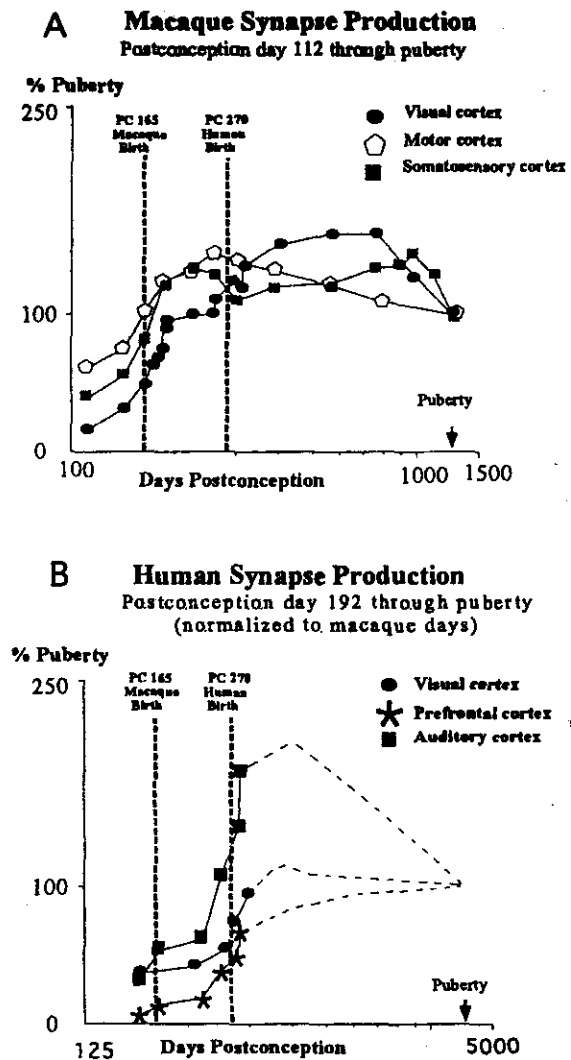 A
Macaque Synapse Production
Postconception day 112 through puberty
% Puberty
250
PC 165
Macaque
Birth
PC 270
Human
Birth
Visual cortex
Motor cortex
Somatosensory cortex
100
Puberty
0
100
Days Postconception
1000
1500
B
Human Synapse Production
Postconception day 192 through puberty
(normalized to macaque days)
% Puberty
250
PC 165
Macaque
Birth
PC 270
Human
Birth
Visual cortex
Prefrontal cortex
Auditory cortex
100
Puberty
0
125
Days Postconception
5000